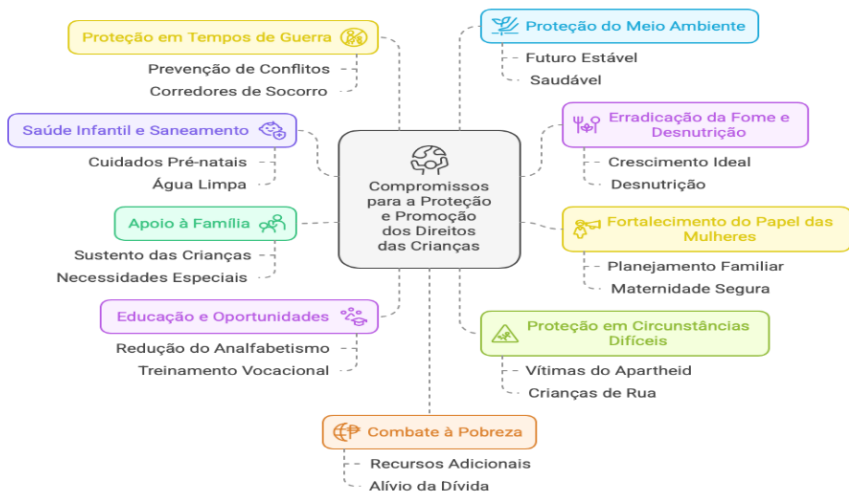 Compromissos
para a Proteção
e Promoção
dos Direitos
das Crianças
Proteção em Tempos de Guerra
Prevenção de Conflitos
Corredores de Socorro
Saúde Infantil e Saneamento
Cuidados Pré-natais
Água Limpa
Apoio à Família
Sustento das Crianças
Necessidades Especiais
Educação e Oportunidades
Redução do Analfabetismo
Treinamento Vocacional
Combate à Pobreza
Recursos Adicionais
Alívio da Dívida
Proteção do Meio Ambiente
Futuro Estável
Saudável
Erradicação da Fome e
Desnutrição
Crescimento Ideal
Desnutrição
Fortalecimento do Papel das
Mulheres
Planejamento Familiar
Maternidade Segura
Proteção em Circunstâncias
Difíceis
Vítimas do Apartheid
Crianças de Rua